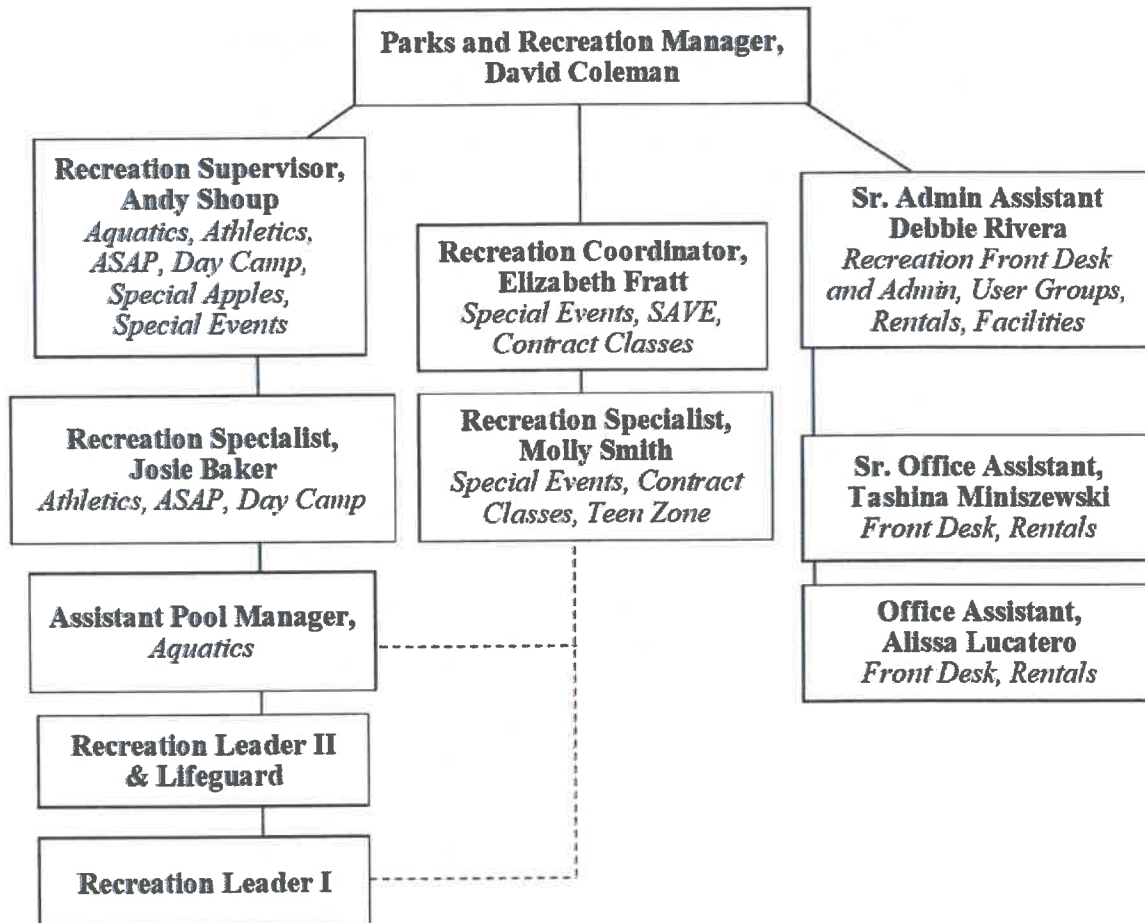 Parks and Recreation Manager,
David Coleman
Recreation Supervisor,
Andy Shoup
Aquatics, Athletics,
ASAP, Day Camp,
Special Apples,
Special Events
Recreation Specialist,
Josie Baker
Athletics, ASAP, Day Camp
Assistant Pool Manager,
Aquatics
Recreation Leader II
& Lifeguard
Recreation Leader I
Recreation Coordinator,
Elizabeth Fratt
Special Events, SAVE,
Contract Classes
Recreation Specialist,
Molly Smith
Special Events, Contract
Classes, Teen Zone
Sr. Admin Assistant
Debbie Rivera
Recreation Front Desk
and Admin, User Groups,
Rentals, Facilities
Sr. Office Assistant,
Tashina Miniszewski
Front Desk, Rentals
Office Assistant,
Alissa Lucatero
Front Desk, Rentals